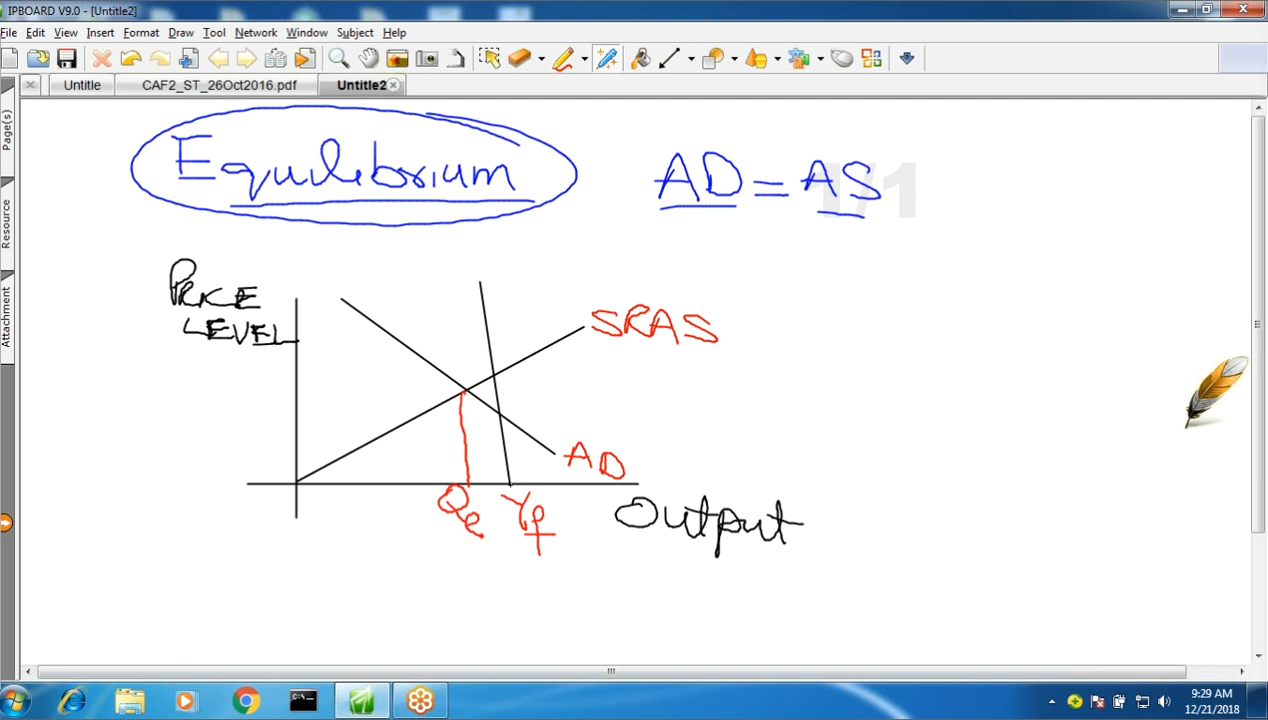 IPBOARD V9.0 - [Untitle2]
File Edit View Insert Format Draw Tool Network Window Subject Help
Untitle CAF2_ST_26Oct2016.pdf Untitle2
Page(s)
Resource
Attachment
Equilibrium AD = AS
1/1
PRICE
LEVEL
SRAS
AD
Qe Yf
Output
9:29 AM
12/21/2018